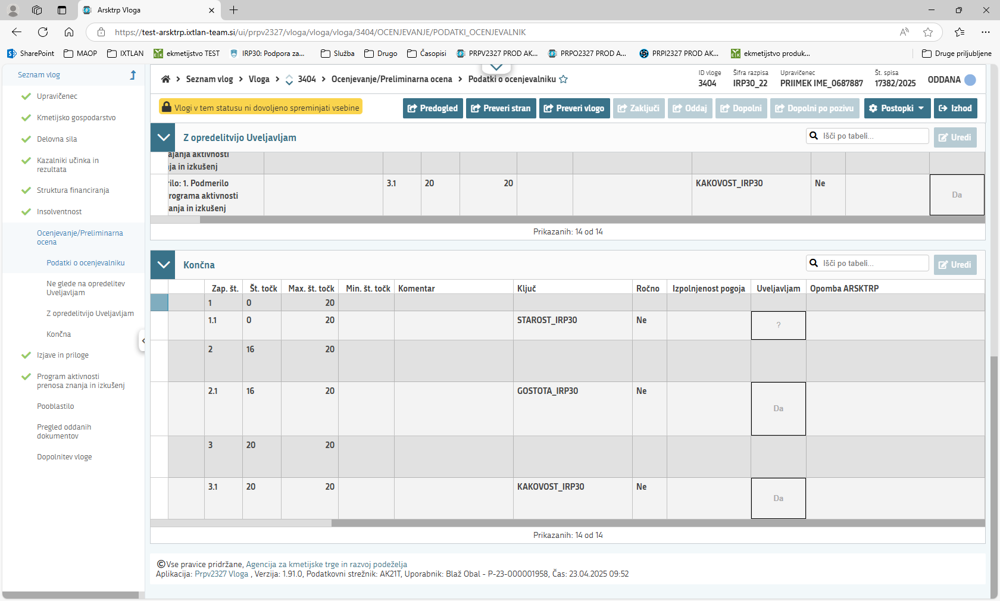 Arsktrp Vloga
https://test-arsktrp.ixtlan-team.si/ui/prpv2327/vloga/vloga/vloga/3404/OCENJEVANJE/PODATKI_OCENJEVALNIK
SharePoint MAOP IXTLAN ekmetijstvo TEST IRP30: Podpora za... Služba Drugo Časopisi PRPV2327 PROD AK... PRPO2327 PROD A... PRPI2327 PROD AK... ekmetijstvo produk... Druge priljubljene
Seznam vlog
Upravičenec
Kmetijsko gospodarstvo
Delovna sila
Kazalniki učinka in
rezultata
Struktura financiranja
Insolventnost
Ocenjevanje/Preliminarna
ocena
Podatki o ocenjevalniku
Ne glede na opredelitev
Uveljavljam
Z opredelitvijo Uveljavljam
Končna
Izjave in priloge
Program aktivnosti
prenosa znanja in izkušenj
Pooblastilo
Pregled oddanih
dokumentov
Dopolnitev vloge
Seznam vlog Vloga 3404 Ocenjevanje/Preliminarna ocena Podatki o ocenjevalniku
ID vloge Šifra razpisa Upravičenec Št. spisa
3404 IRP30_22 PRIIMEK IME_0687887 17382/2025 ODDANA
Vlogi v tem statusu ni dovoljeno spreminjati vsebine
Predogled Preveri stran Preveri vlogo Zaključi Oddaj Dopolni Dopolni po pozivu Postopki Izhod
Z opredelitvijo Uveljavljam Išči po tabeli... Uredi
ajanja aktivnosti
ja in izkušenj
rilo: 1. Podmerilo 3.1 20 20 KAKOVOST_IRP30 Ne Da
rograma aktivnosti
anja in izkušenj
Prikazanih: 14 od 14
Končna Išči po tabeli... Uredi
Zap. št. Št. točk Max. št. točk Min. št. točk Komentar Ključ Ročno Izpolnjenost pogoja Uveljavljam Opomba ARSKTRP
1 0 20
1.1 0 20 STAROST_IRP30 Ne ?
2 16 20
2.1 16 20 GOSTOTA_IRP30 Ne Da
3 20 20
3.1 20 20 KAKOVOST_IRP30 Ne Da
Prikazanih: 14 od 14
©Vse pravice pridržane, Agencija za kmetijske trge in razvoj podeželja
Aplikacija: Prpv2327 Vloga , Verzija: 1.91.0, Podatkovni strežnik: AK21T, Uporabnik: Blaž Obal - P-23-000001958, Čas: 23.04.2025 09:52